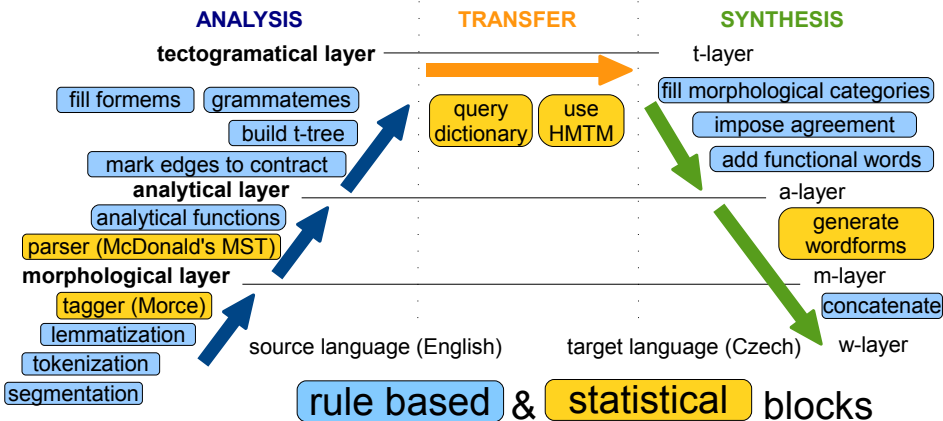 ANALYSIS TRANSFER SYNTHESIS
tectogramatical layer t-layer
fill formems grammatemes
build t-tree
mark edges to contract
query
dictionary
use
HMTM
fill morphological categories
impose agreement
add functional words
analytical layer a-layer
analytical functions
parser (McDonald's MST)
generate
wordforms
morphological layer m-layer
tagger (Morce)
concatenate
lemmatization
tokenization
segmentation
source language (English) target language (Czech) w-layer
rule based & statistical blocks